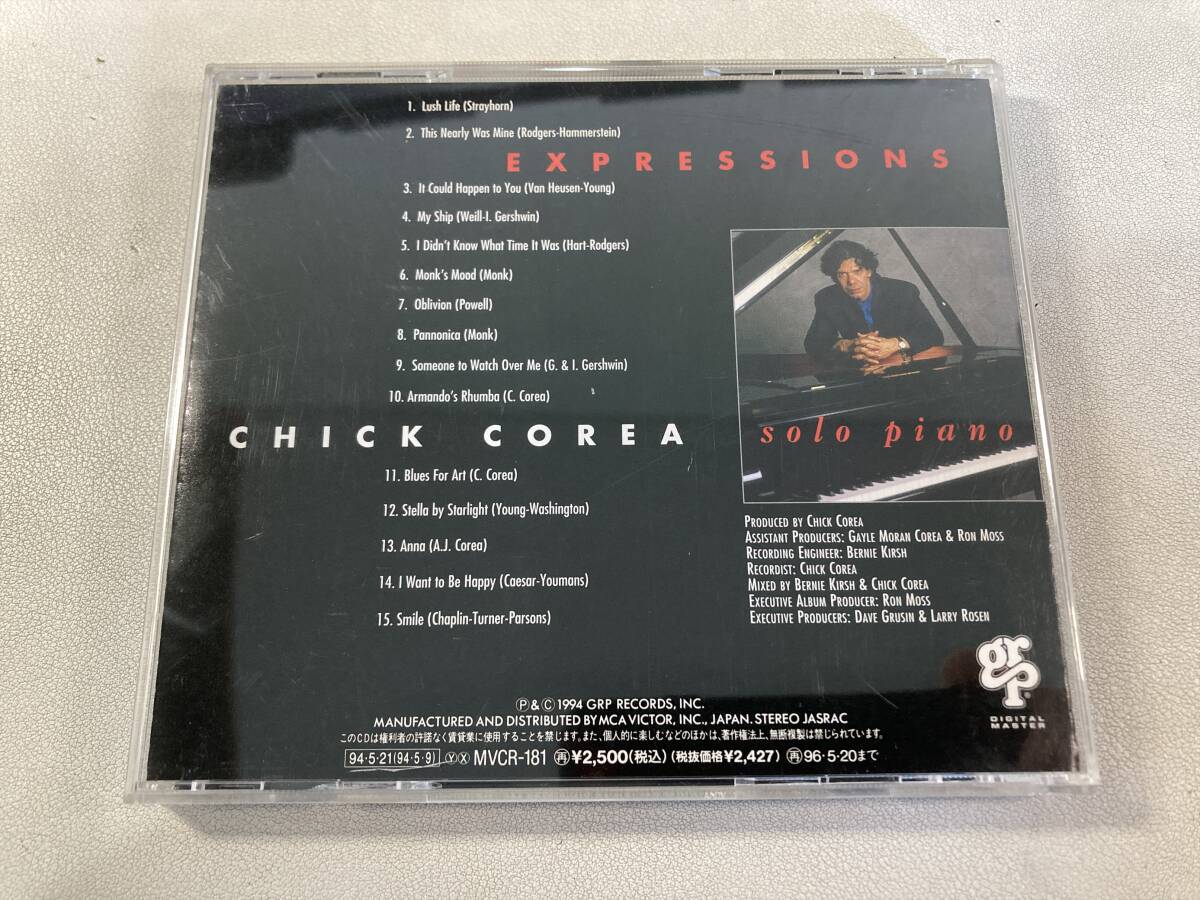 1. Lush Life (Strayhorn)
2. This Nearly Was Mine (Rodgers-Hammerstein)
EXPRESSIONS
3. It Could Happen to You (Van Heusen-Young)
4. My Ship (Weill-I. Gershwin)
5. I Didn't Know What Time It Was (Hart-Rodgers)
6. Monk's Mood (Monk)
7. Oblivion (Powell)
8. Pannonica (Monk)
9. Someone to Watch Over Me (G. & I. Gershwin)
10. Armando's Rhumba (C. Corea)
CHICK COREA
solo piano
11. Blues For Art (C. Corea)
12. Stella by Starlight (Young-Washington)
13. Anna (A.J. Corea)
14. I Want to Be Happy (Caesar-Youmans)
15. Smile (Chaplin-Turner-Parsons)
PRODUCED BY CHICK COREA
ASSISTANT PRODUCERS: GAYLE MORAN COREA & RON MOSS
RECORDING ENGINEER: BERNIE KIRSH
RECORDIST: CHICK COREA
MIXED BY BERNIE KIRSH & CHICK COREA
EXECUTIVE ALBUM PRODUCER: RON MOSS
EXECUTIVE PRODUCERS: DAVE GRUSIN & LARRY ROSEN
grp
DIGITAL
MASTER
Ⓟ&Ⓒ 1994 GRP RECORDS, INC.
MANUFACTURED AND DISTRIBUTED BY MCA VICTOR, INC., JAPAN. STEREO JASRAC
このCDは権利者の許諾なく賃貸業に使用することを禁じます。また、個人的に楽しむなどのほかは、著作権法上、無断複製は禁じられています。
94・5・21(94・5・9) ⓎⓍ MVCR-181 ㊢¥2,500(税込)(税抜価格¥2,427) 再96・5・20まで